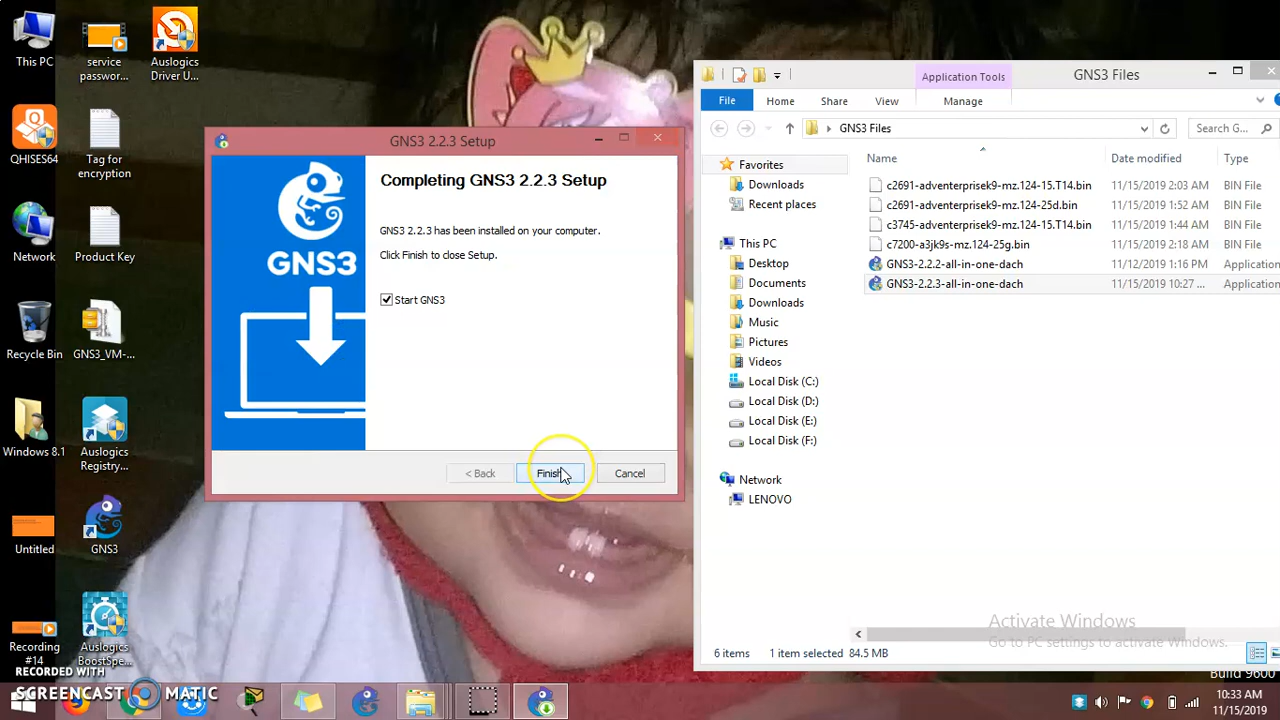 This PC
service
passwor...
Auslogics
Driver U...
QHISES64
Tag for
encryption
Network
Product Key
Recycle Bin
GNS3_VM-...
Windows 8.1
Auslogics
Registry...
Untitled
GNS3
Recording
#14
Auslogics
BoostSpe...
GNS3 2.2.3 Setup
Completing GNS3 2.2.3 Setup
GNS3 2.2.3 has been installed on your computer.
Click Finish to close Setup.
Start GNS3
GNS3
< Back
Finish
Cancel
Application Tools
GNS3 Files
File
Home
Share
View
Manage
GNS3 Files
Search G...
Name
Date modified
Type
Favorites
Downloads
Recent places
This PC
Desktop
Documents
Downloads
Music
Pictures
Videos
Local Disk (C:)
Local Disk (D:)
Local Disk (E:)
Local Disk (F:)
Network
LENOVO
c2691-adventerprisek9-mz.124-15.T14.bin 11/15/2019 2:03 AM BIN File
c2691-adventerprisek9-mz.124-25d.bin 11/15/2019 1:52 AM BIN File
c3745-adventerprisek9-mz.124-15.T14.bin 11/15/2019 1:44 AM BIN File
c7200-a3jk9s-mz.124-25g.bin 11/15/2019 2:18 AM BIN File
GNS3-2.2.2-all-in-one-dach 11/12/2019 1:16 PM Application
GNS3-2.2.3-all-in-one-dach 11/15/2019 10:27 ... Application
Activate Windows
Go to PC settings to activate Windows.
6 items 1 item selected 84.5 MB
Build 9600
RECORDED WITH
SCREENCAST MATIC
10:33 AM
11/15/2019